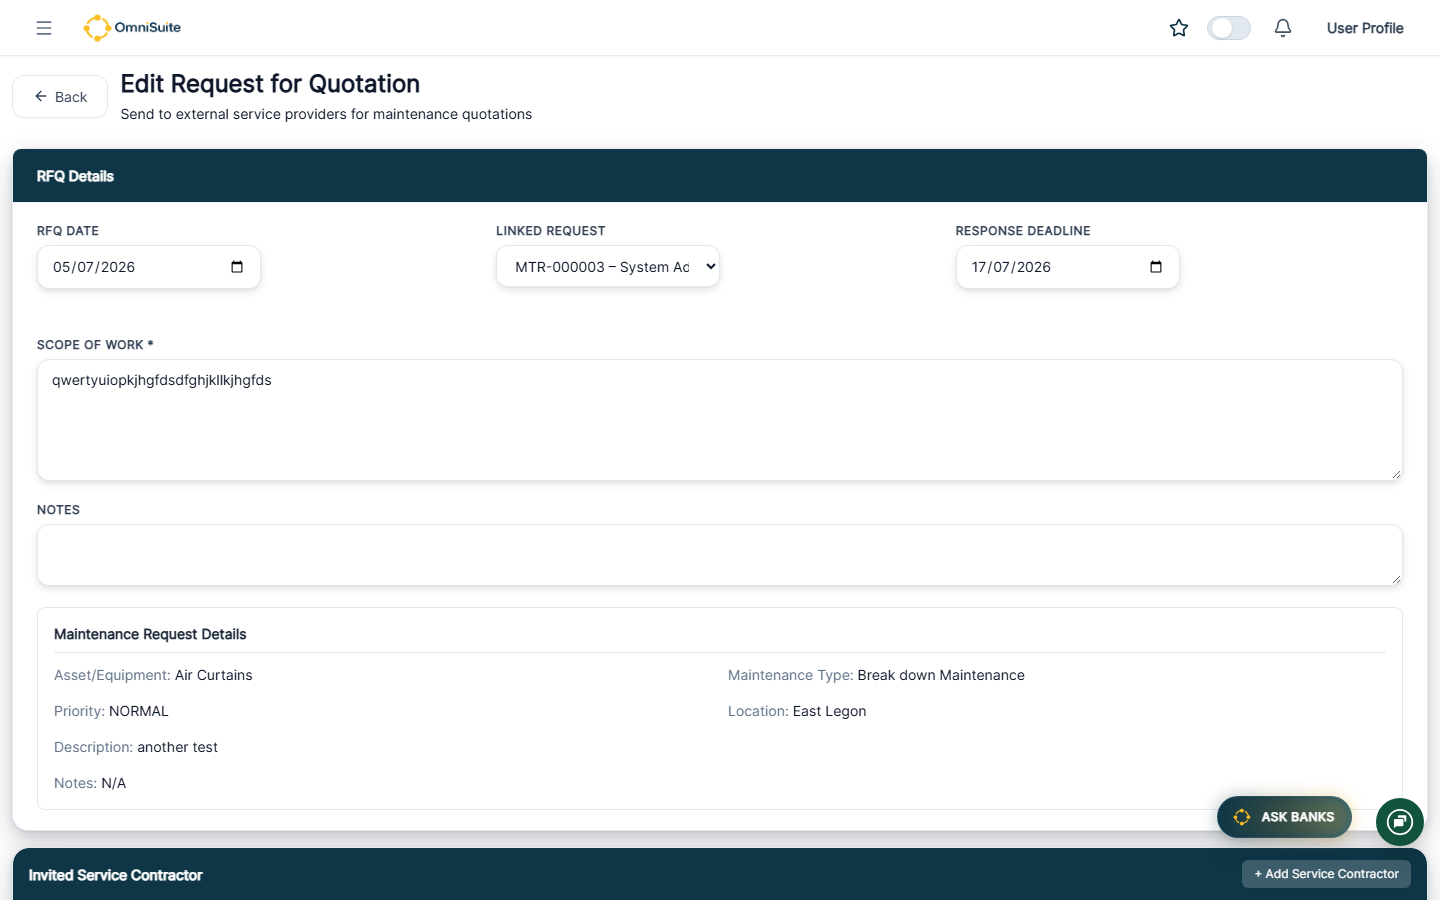 OmniSuite
User Profile
Back
Edit Request for Quotation
Send to external service providers for maintenance quotations
RFQ Details
RFQ DATE
LINKED REQUEST
RESPONSE DEADLINE
05/07/2026
MTR-000003 – System Ad
17/07/2026
SCOPE OF WORK *
qwertyuiopkjhgfdsdfghjkllkjhgfds
NOTES
Maintenance Request Details
Asset/Equipment: Air Curtains
Maintenance Type: Break down Maintenance
Priority: NORMAL
Location: East Legon
Description: another test
Notes: N/A
ASK BANKS
Invited Service Contractor
+ Add Service Contractor